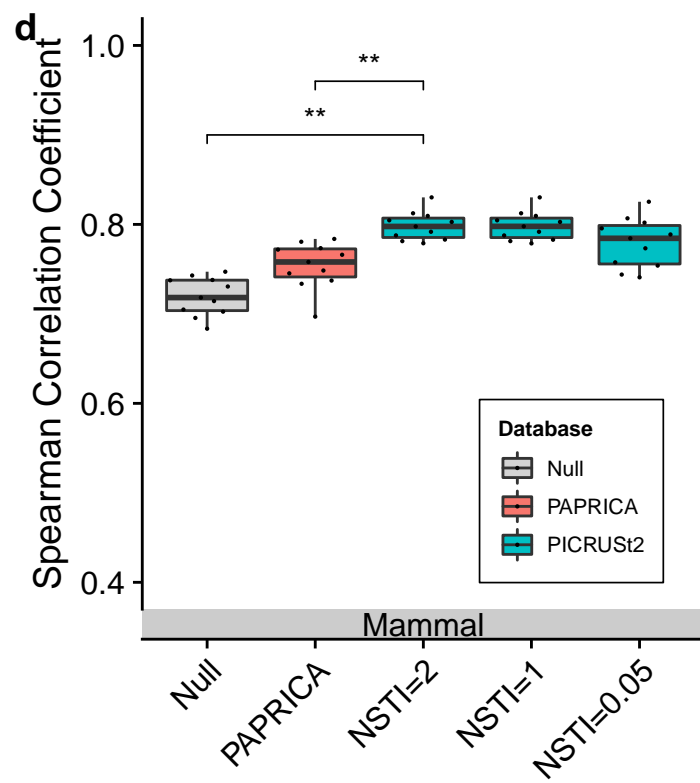 d
Spearman Correlation Coefficient
1.0
0.8
0.6
0.4
**
**
Database
Null
PAPRICA
PICRUSt2
Mammal
Null
PAPRICA
NSTI=2
NSTI=1
NSTI=0.05